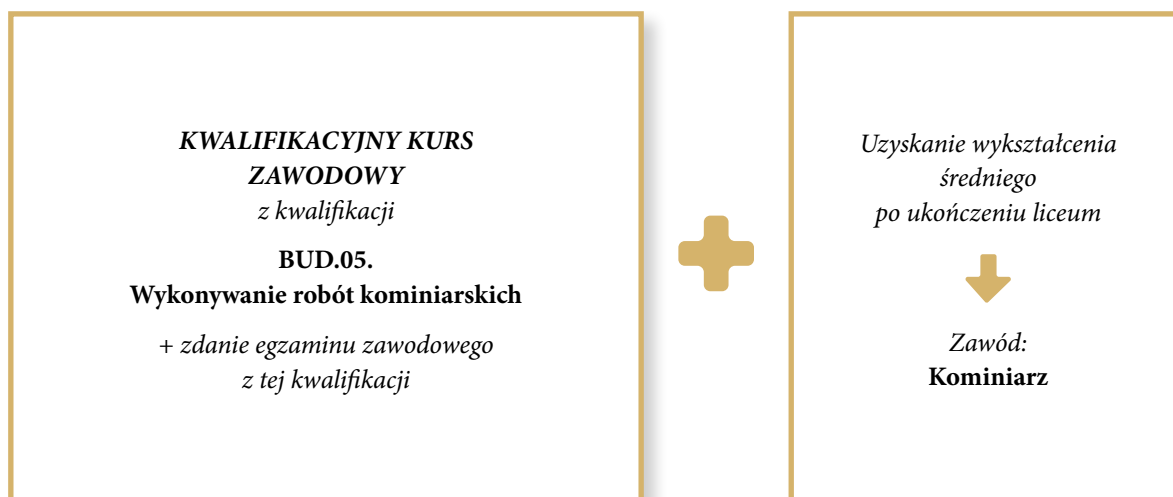 KWALIFIKACYJNY KURS
ZAWODOWY
z kwalifikacji
BUD.05.
Wykonywanie robót kominiarskich
+ zdanie egzaminu zawodowego
z tej kwalifikacji
Uzyskanie wykształcenia
średniego
po ukończeniu liceum
Zawód:
Kominiarz